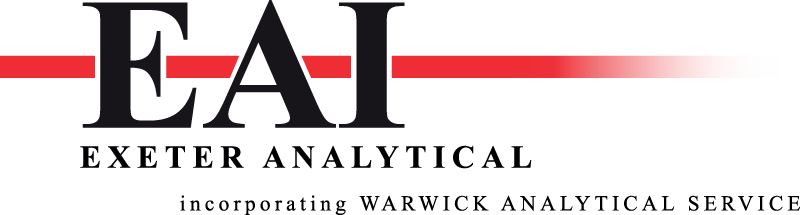 EAI
EXETER ANALYTICAL
incorporating WARWICK ANALYTICAL SERVICE